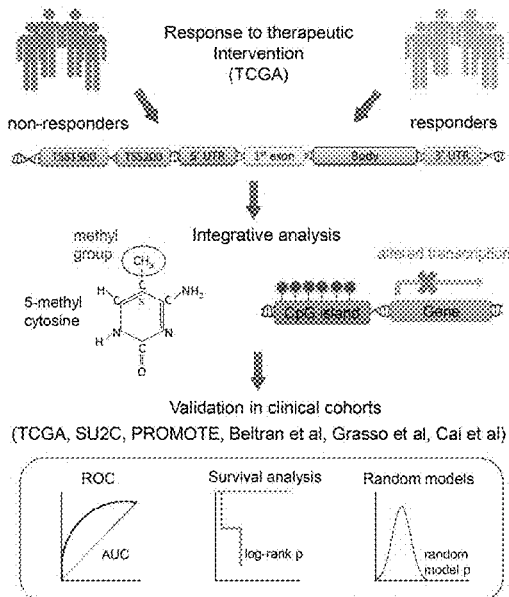 Response to therapeutic
Intervention
(TCGA)
non-responders
responders
TSS1500 TSS200 5' UTR 1st exon Body 3' UTR
Integrative analysis
methyl
group
altered transcription
5-methyl
cytosine
CH3
C
H
C
C
NH2
N
N
H
C
O
CpG island
Gene
Validation in clinical cohorts
(TCGA, SU2C, PROMOTE, Beltran et al, Grasso et al, Cai et al)
ROC
Survival analysis
Random models
AUC
log-rank p
random
model p